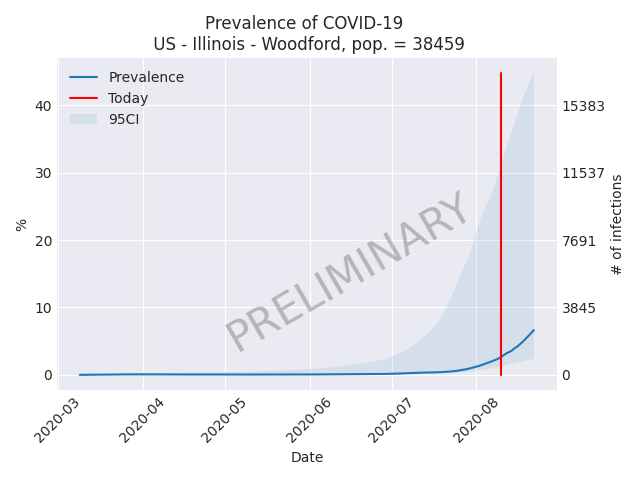 Prevalence of COVID-19
US - Illinois - Woodford, pop. = 38459
Prevalence
Today
95CI
40
30
20
10
0
%
15383
11537
7691
3845
0
# of infections
PRELIMINARY
2020-03
2020-04
2020-05
2020-06
2020-07
2020-08
Date